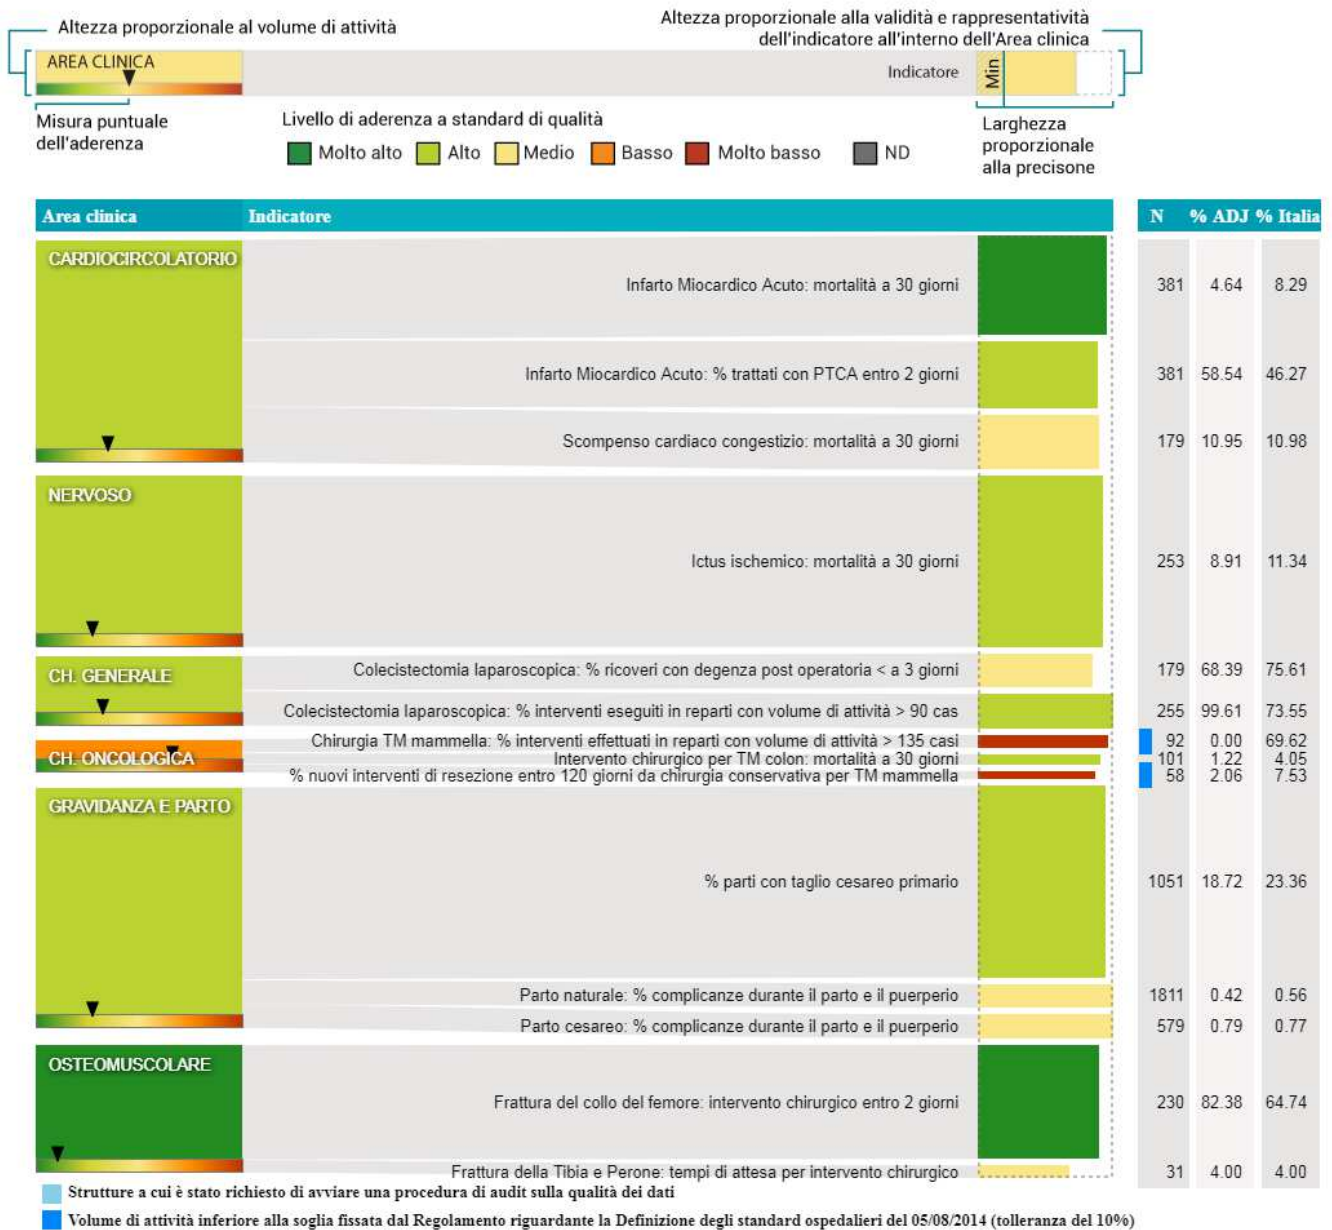 Altezza proporzionale al volume di attività
Altezza proporzionale alla validità e rappresentatività
dell'indicatore all'interno dell'Area clinica
AREA CLINICA
Indicatore
Min
Misura puntuale
dell'aderenza
Livello di aderenza a standard di qualità
Molto alto Alto Medio Basso Molto basso ND
Larghezza
proporzionale
alla precisone
Area clinica Indicatore N % ADJ % Italia
CARDIOCIRCOLATORIO
Infarto Miocardico Acuto: mortalità a 30 giorni 381 4.64 8.29
Infarto Miocardico Acuto: % trattati con PTCA entro 2 giorni 381 58.54 46.27
Scompenso cardiaco congestizio: mortalità a 30 giorni 179 10.95 10.98
NERVOSO
Ictus ischemico: mortalità a 30 giorni 253 8.91 11.34
CH. GENERALE
Colecistectomia laparoscopica: % ricoveri con degenza post operatoria < a 3 giorni 179 68.39 75.61
Colecistectomia laparoscopica: % interventi eseguiti in reparti con volume di attività > 90 cas 255 99.61 73.55
Chirurgia TM mammella: % interventi effettuati in reparti con volume di attività > 135 casi 92 0.00 69.62
CH. ONCOLOGICA
Intervento chirurgico per TM colon: mortalità a 30 giorni 101 1.22 4.05
% nuovi interventi di resezione entro 120 giorni da chirurgia conservativa per TM mammella 58 2.06 7.53
GRAVIDANZA E PARTO
% parti con taglio cesareo primario 1051 18.72 23.36
Parto naturale: % complicanze durante il parto e il puerperio 1811 0.42 0.56
Parto cesareo: % complicanze durante il parto e il puerperio 579 0.79 0.77
OSTEOMUSCOLARE
Frattura del collo del femore: intervento chirurgico entro 2 giorni 230 82.38 64.74
Frattura della Tibia e Perone: tempi di attesa per intervento chirurgico 31 4.00 4.00
Strutture a cui è stato richiesto di avviare una procedura di audit sulla qualità dei dati
Volume di attività inferiore alla soglia fissata dal Regolamento riguardante la Definizione degli standard ospedalieri del 05/08/2014 (tolleranza del 10%)